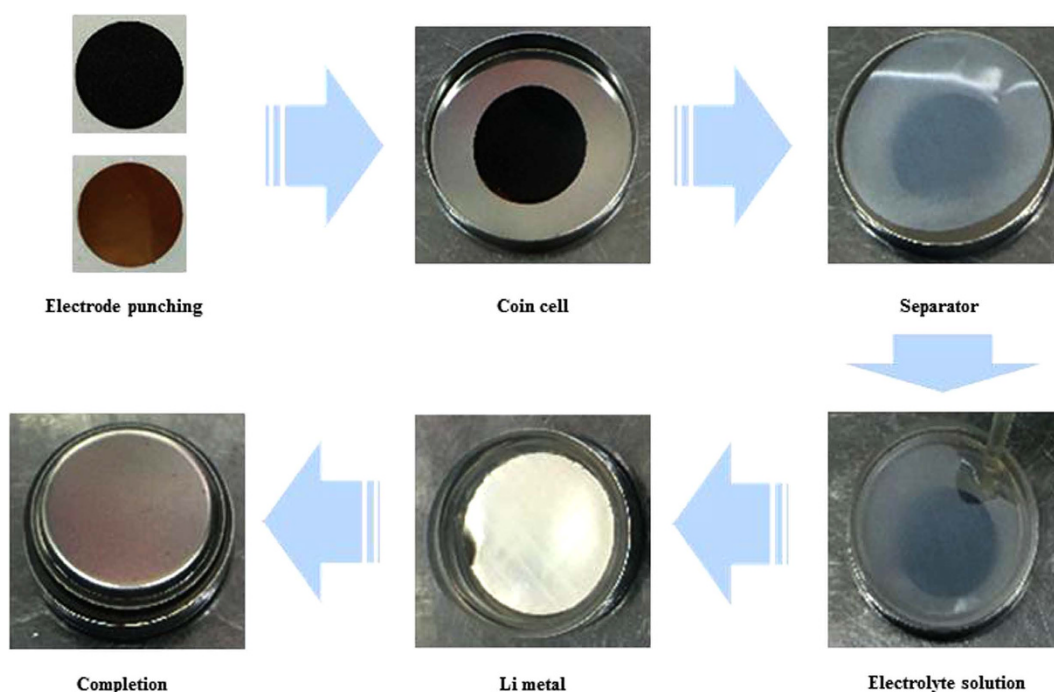 Electrode punching
Coin cell
Separator
Electrolyte solution
Li metal
Completion